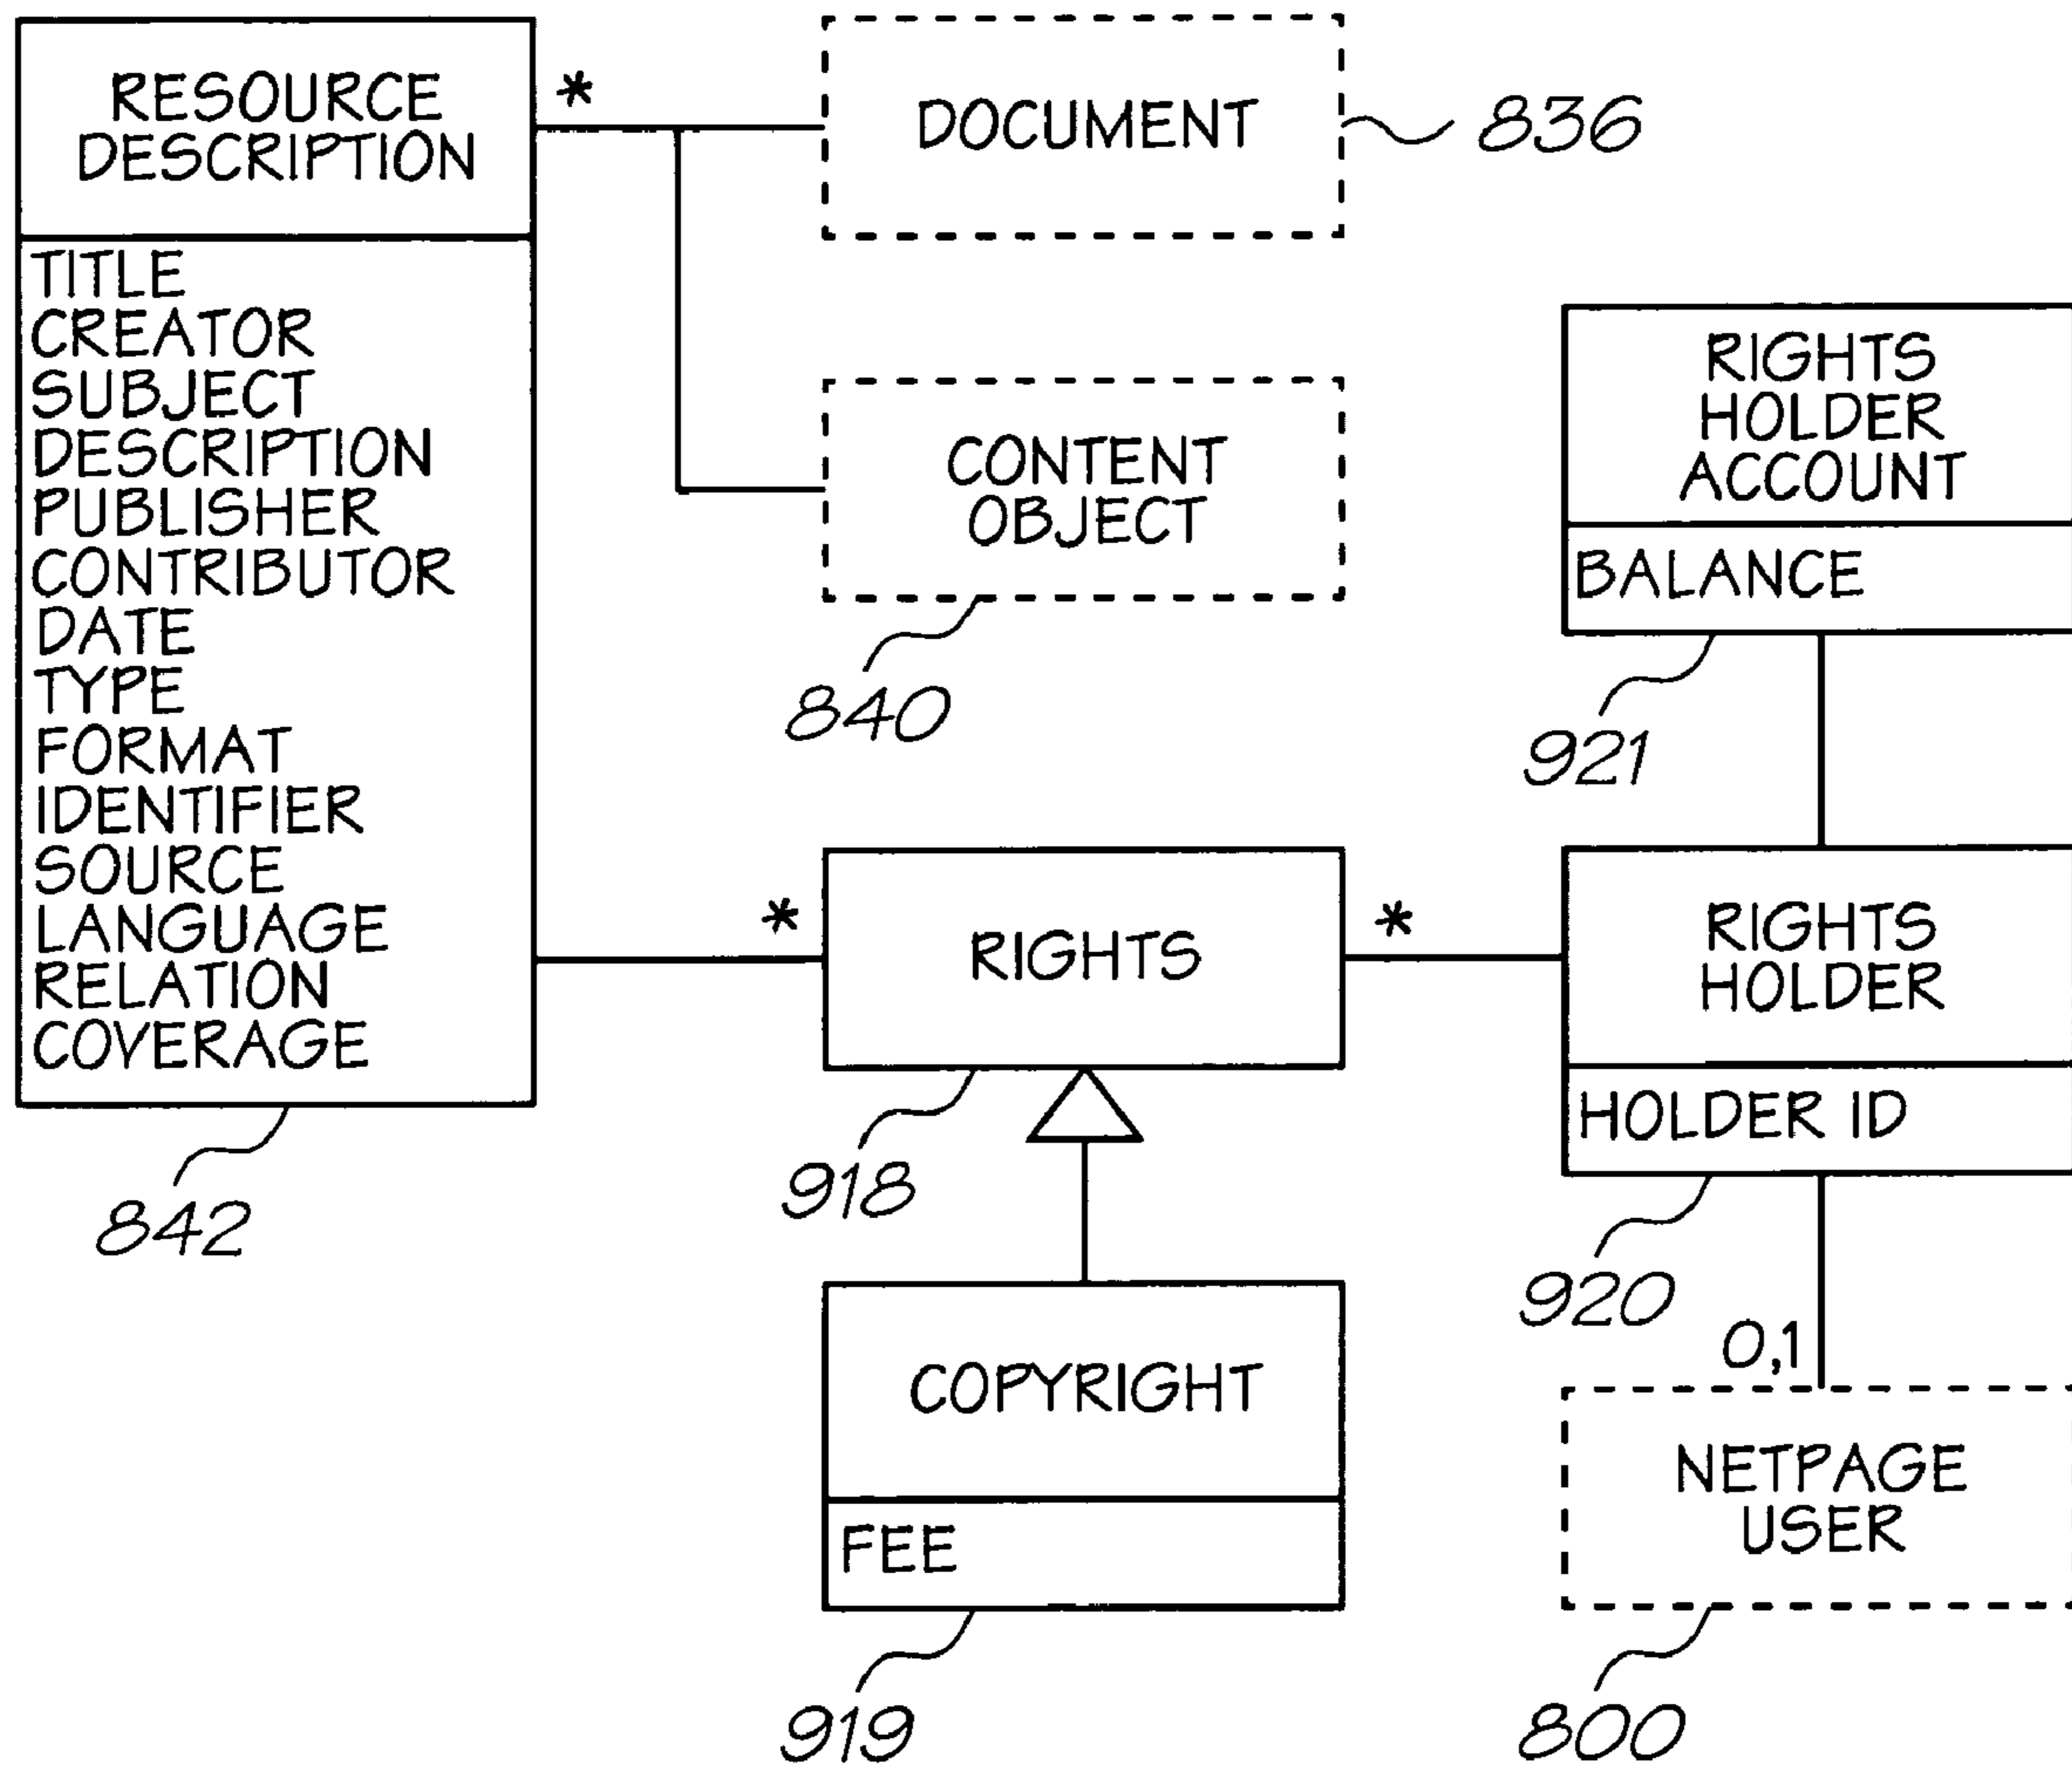 RESOURCE
DESCRIPTION
TITLE
CREATOR
SUBJECT
DESCRIPTION
PUBLISHER
CONTRIBUTOR
DATE
TYPE
FORMAT
IDENTIFIER
SOURCE
LANGUAGE
RELATION
COVERAGE
842
*
DOCUMENT
836
CONTENT
OBJECT
840
RIGHTS
HOLDER
ACCOUNT
BALANCE
921
*
RIGHTS
*
918
RIGHTS
HOLDER
HOLDER ID
920
COPYRIGHT
FEE
919
0,1
NETPAGE
USER
800